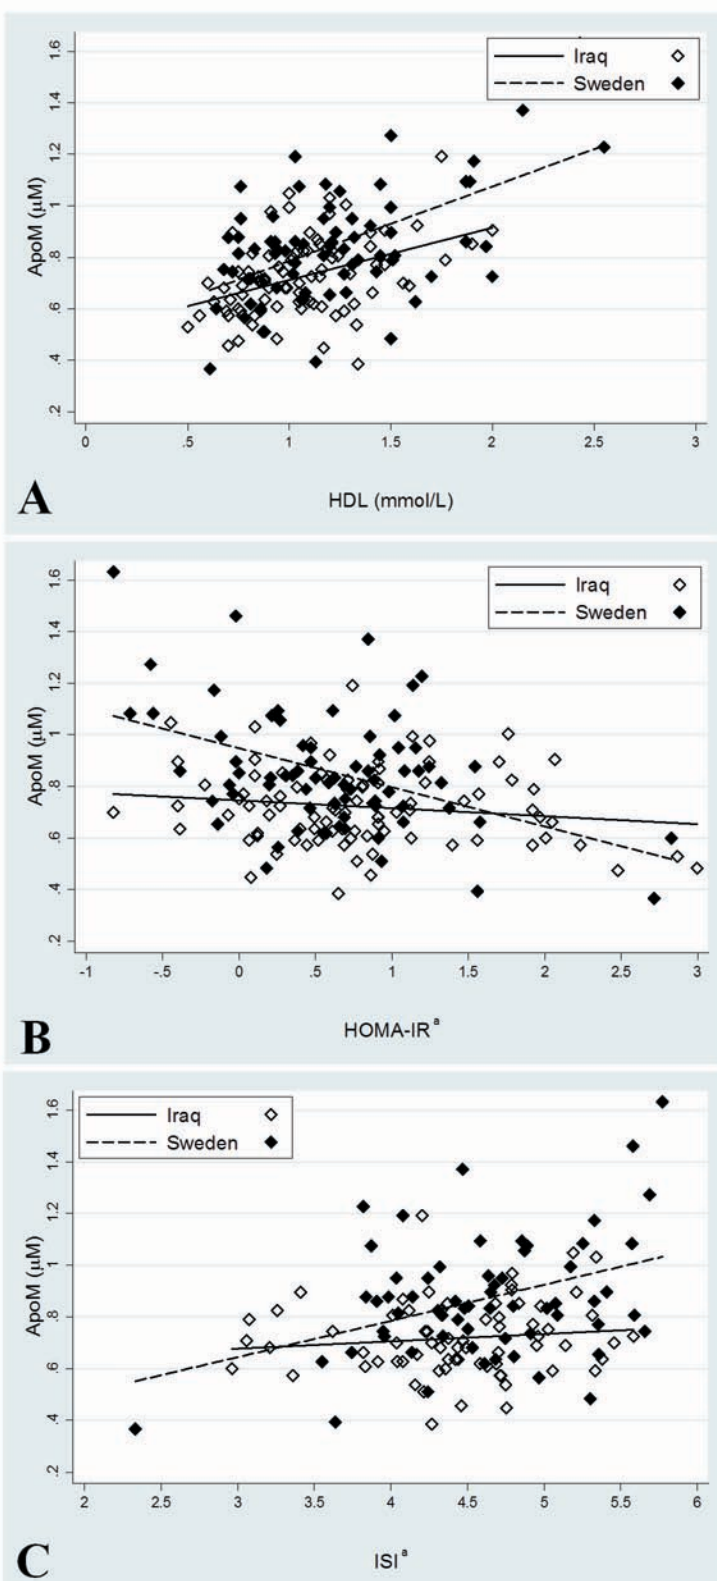 Iraq
Sweden
1.6
1.4
1.2
1
.8
.6
.4
.2
ApoM (μM)
0 .5 1 1.5 2 2.5 3
A
HDL (mmol/L)
Iraq
Sweden
1.6
1.4
1.2
1
.8
.6
.4
.2
ApoM (μM)
-1 -.5 0 .5 1 1.5 2 2.5 3
B
HOMA-IR a
Iraq
Sweden
1.6
1.4
1.2
1
.8
.6
.4
.2
ApoM (μM)
2 2.5 3 3.5 4 4.5 5 5.5 6
C
ISI a